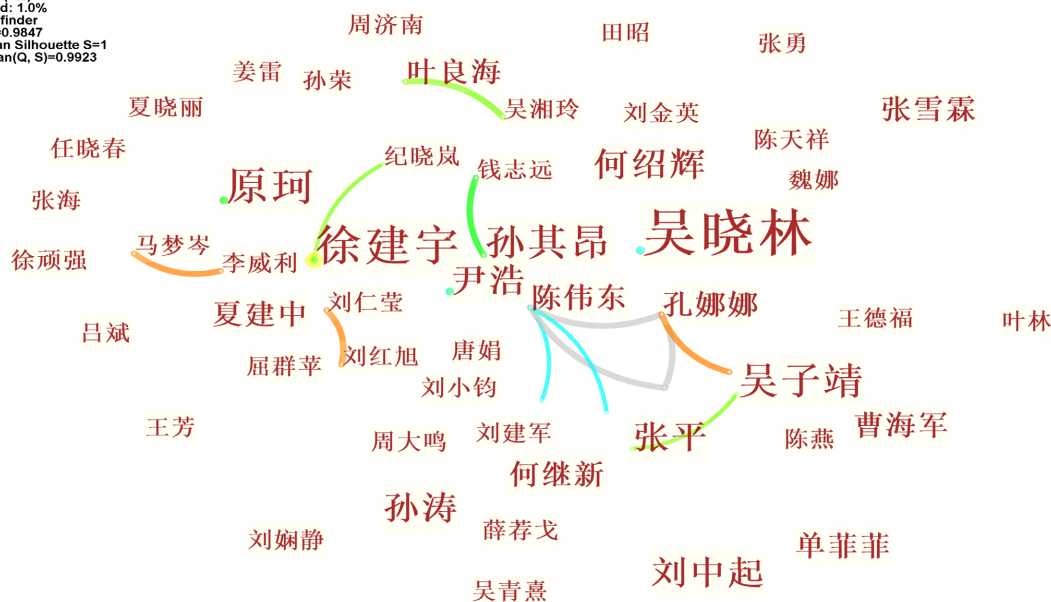 d: 1.0%
finder
=0.9847
an Silhouette S=1
an(Q, S)=0.9923
周济南
田昭
张勇
姜雷
孙荣
叶良海
夏晓丽
吴湘玲
刘金英
张雪霖
任晓春
纪晓岚
钱志远
何绍辉
陈天祥
魏娜
原珂
张海
徐顽强
马梦岑
李威利
徐建宇
孙其昂
吴晓林
尹浩
陈伟东
孔娜娜
夏建中
刘仁莹
王德福
叶林
吕斌
屈群苹
刘红旭
唐娟
刘小钧
吴子靖
王芳
周大鸣
刘建军
张平
陈燕
曹海军
何继新
孙涛
刘娴静
薛荐戈
单菲菲
刘中起
吴青熹